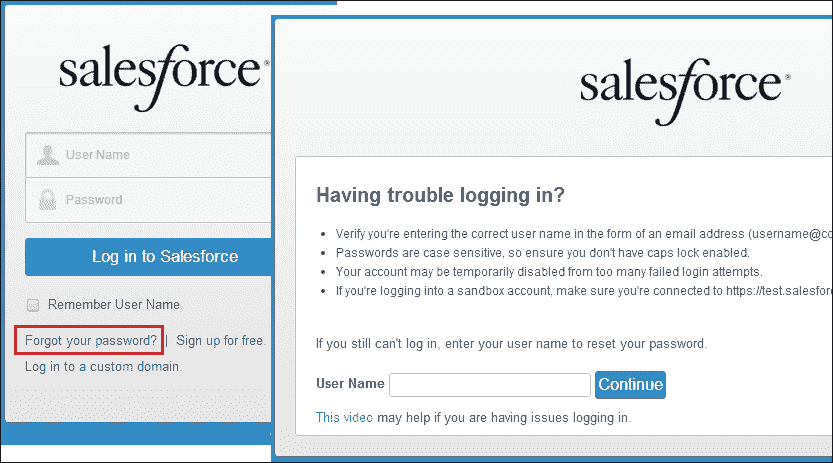 salesforce®
User Name
Password
Log in to Salesforce
Remember User Name
Forgot your password? | Sign up for free.
Log in to a custom domain.
salesforce®
Having trouble logging in?
• Verify you're entering the correct user name in the form of an email address (username@co
• Passwords are case sensitive, so ensure you don't have caps lock enabled.
• Your account may be temporarily disabled from too many failed login attempts.
• If you're logging into a sandbox account, make sure you're connected to https://test.salesfor
If you still can't log in, enter your user name to reset your password.
User Name Continue
This video may help if you are having issues logging in.